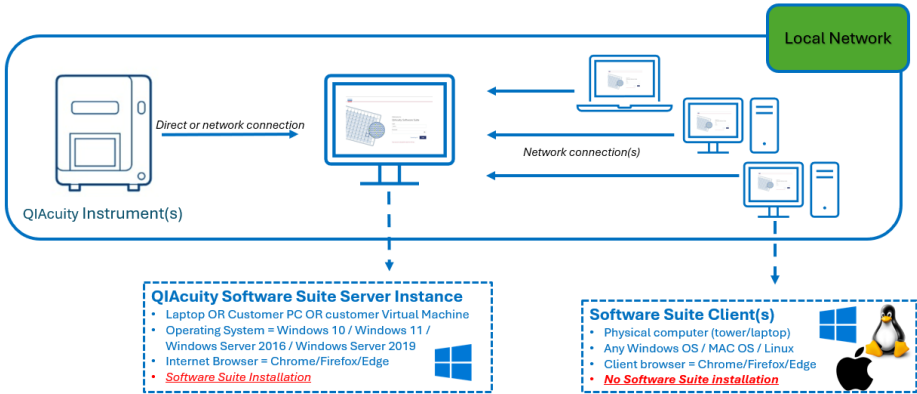 Local Network
Direct or network connection
Network connection(s)
QIAcuity Instrument(s)
QIAcuity Software Suite Server Instance
• Laptop OR Customer PC OR customer Virtual Machine
• Operating System = Windows 10 / Windows 11 /
Windows Server 2016 / Windows Server 2019
• Internet Browser = Chrome/Firefox/Edge
• Software Suite Installation
Software Suite Client(s)
• Physical computer (tower/laptop)
• Any Windows OS / MAC OS / Linux
• Client browser = Chrome/Firefox/Edge
• No Software Suite installation